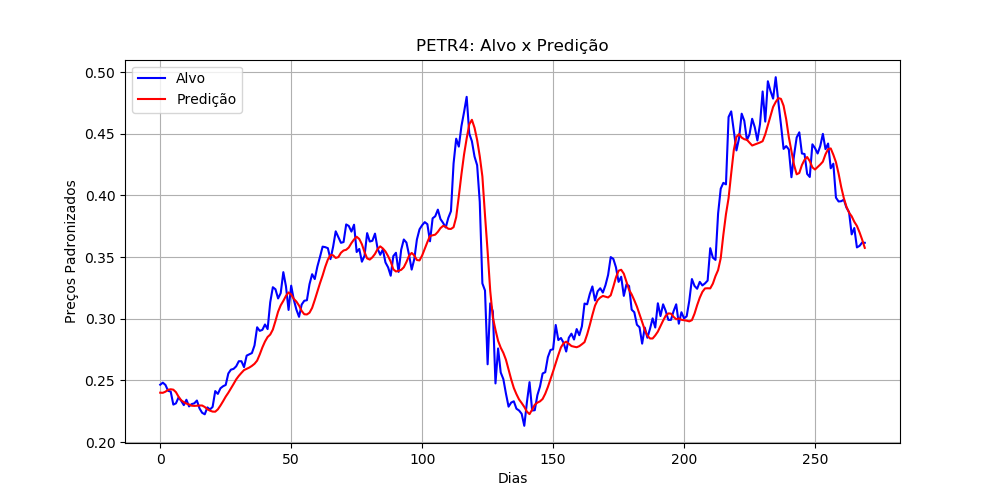 PETR4: Alvo x Predição
Alvo
Predição
0.50
0.45
0.40
0.35
0.30
0.25
0.20
Preços Padronizados
0 50 100 150 200 250
Dias